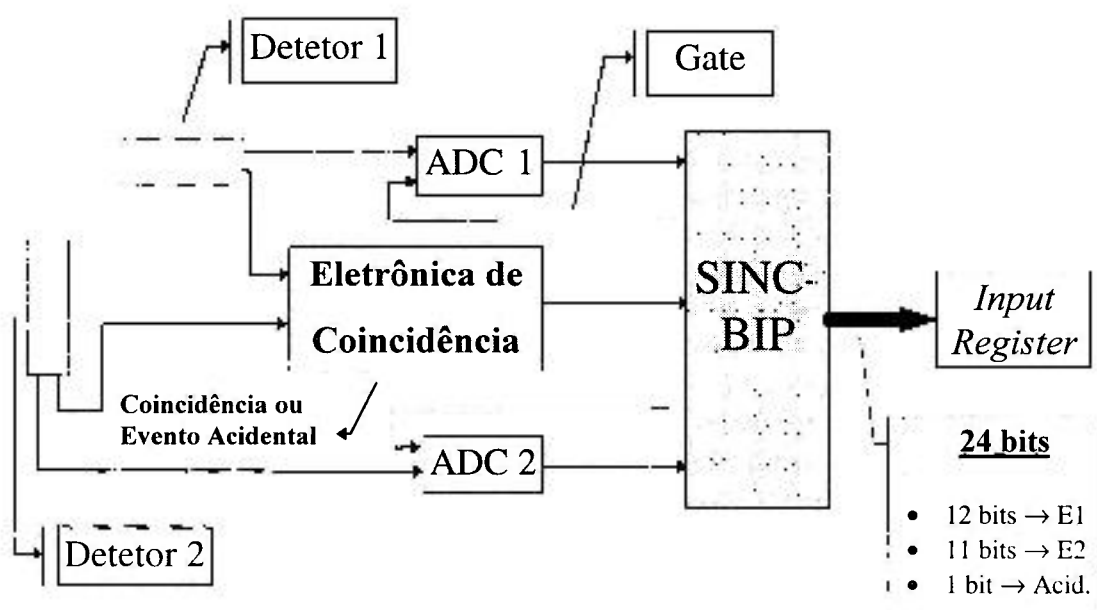 Detetor 1
Gate
ADC 1
Eletrônica de
Coincidência
SINC-
BIP
Input
Register
Coincidência ou
Evento Acidental
ADC 2
24 bits
• 12 bits → E1
• 11 bits → E2
• 1 bit → Acid.
Detetor 2